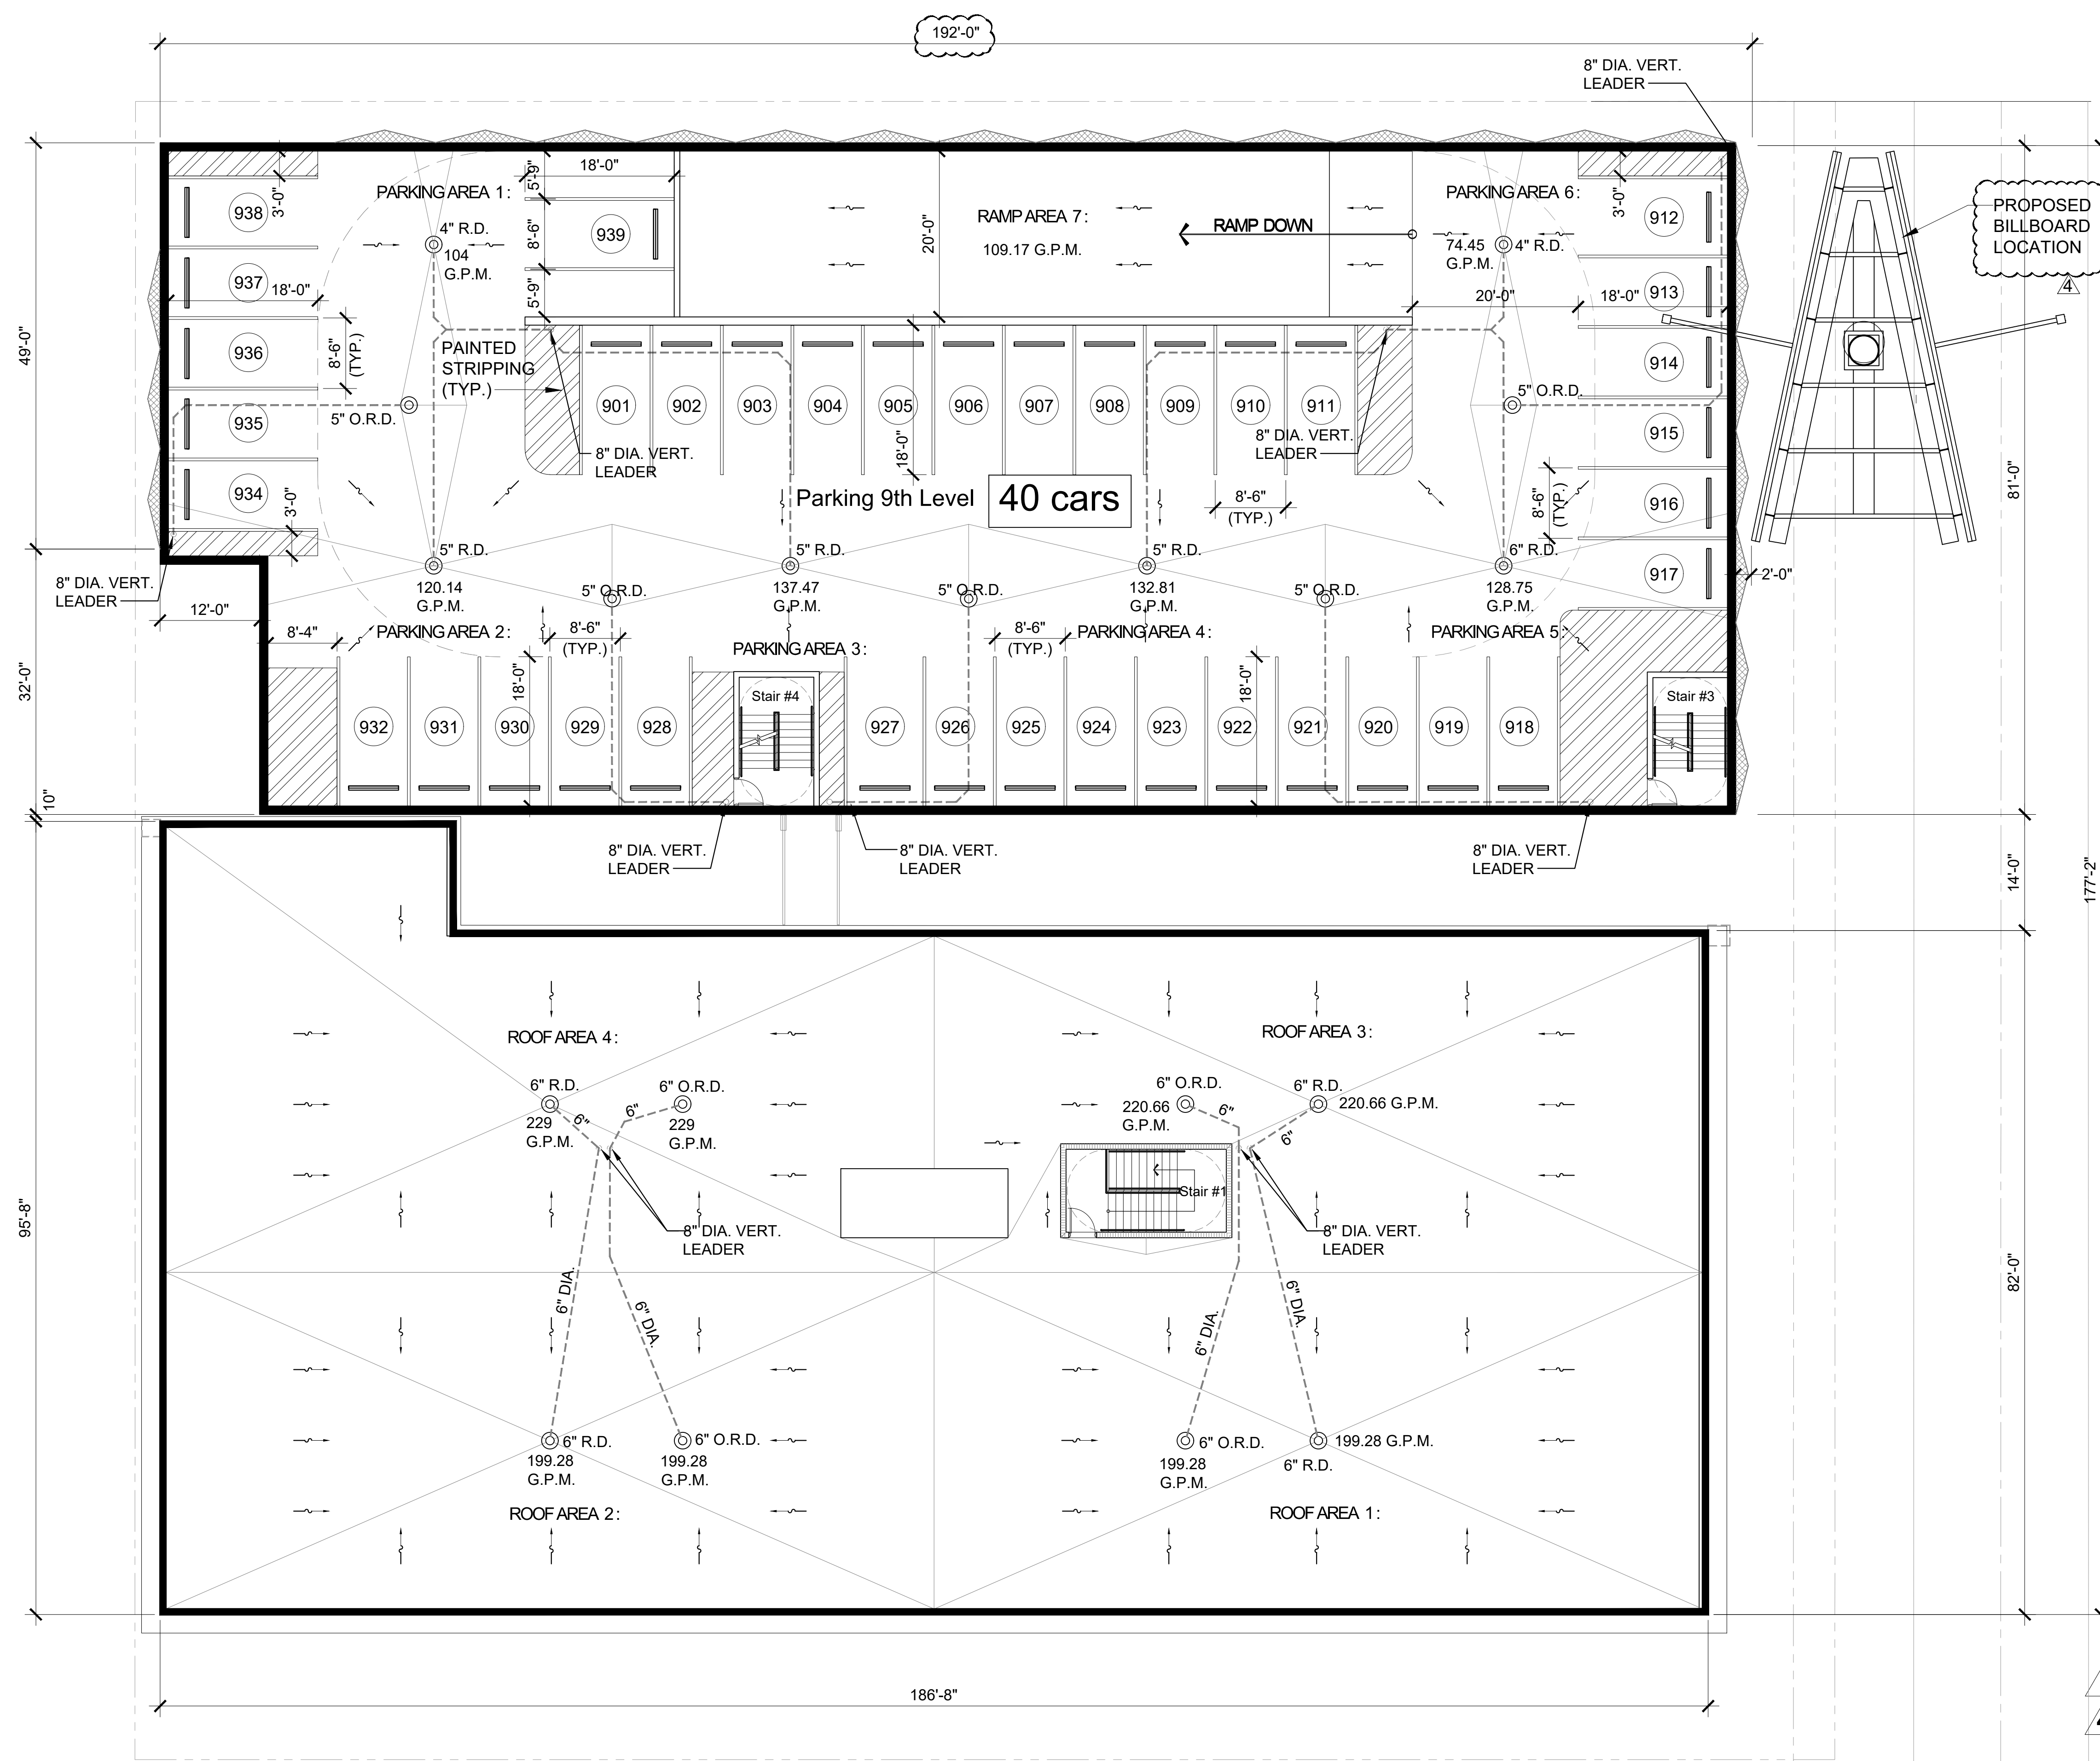 192'-0"
8" DIA. VERT.
LEADER
PROPOSED
BILLBOARD
LOCATION
4
49'-0"
32'-0"
10"
95'-8"
81'-0"
14'-0"
82'-0"
177'-2"
938
937
936
935
934
3'-0"
18'-0"
8'-6"
(TYP.)
3'-0"
PARKING AREA 1:
4" R.D.
104
G.P.M.
5'-9"
18'-0"
8'-6"
939
5'-9"
20'-0"
RAMP AREA 7:
109.17 G.P.M.
RAMP DOWN
PARKING AREA 6:
74.45
G.P.M.
4" R.D.
3'-0"
20'-0"
18'-0"
912
913
914
915
916
917
8'-6"
(TYP.)
2'-0"
PAINTED
STRIPPING
(TYP.)
5" O.R.D.
8" DIA. VERT.
LEADER
901
902
903
904
905
906
907
908
909
910
911
18'-0"
8" DIA. VERT.
LEADER
5" O.R.D.
Parking 9th Level
40 cars
8'-6"
(TYP.)
8" DIA. VERT.
LEADER
12'-0"
8'-4"
5" R.D.
120.14
G.P.M.
5" O.R.D.
5" R.D.
137.47
G.P.M.
5" O.R.D.
5" R.D.
132.81
G.P.M.
5" O.R.D.
6" R.D.
128.75
G.P.M.
PARKING AREA 2:
8'-6"
(TYP.)
PARKING AREA 3:
8'-6"
(TYP.)
PARKING AREA 4:
PARKING AREA 5:
18'-0"
18'-0"
932
931
930
929
928
Stair #4
927
926
925
924
923
922
921
920
919
918
Stair #3
8" DIA. VERT.
LEADER
8" DIA. VERT.
LEADER
8" DIA. VERT.
LEADER
ROOF AREA 4:
6" R.D.
229
G.P.M.
6"
6"
6" O.R.D.
229
G.P.M.
8" DIA. VERT.
LEADER
6" DIA.
6" DIA.
ROOF AREA 3:
6" O.R.D.
220.66
G.P.M.
6"
6" R.D.
220.66 G.P.M.
6"
Stair #1
8" DIA. VERT.
LEADER
6" DIA.
6" DIA.
6" R.D.
199.28
G.P.M.
6" O.R.D.
199.28
G.P.M.
ROOF AREA 2:
6" O.R.D.
199.28
G.P.M.
199.28 G.P.M.
6" R.D.
ROOF AREA 1:
186'-8"